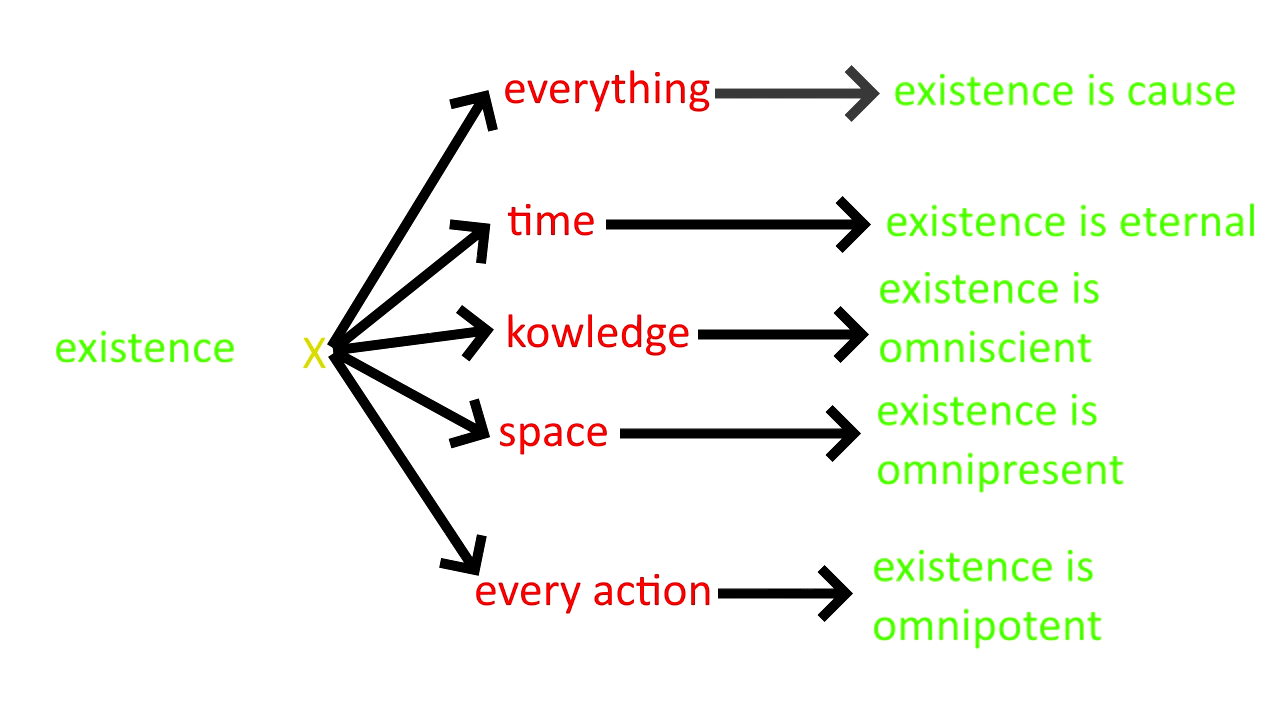 everything
existence is cause
time
existence is eternal
existence is
omniscient
kowledge
existence
X
existence is
omnipresent
space
existence is
omnipotent
every action